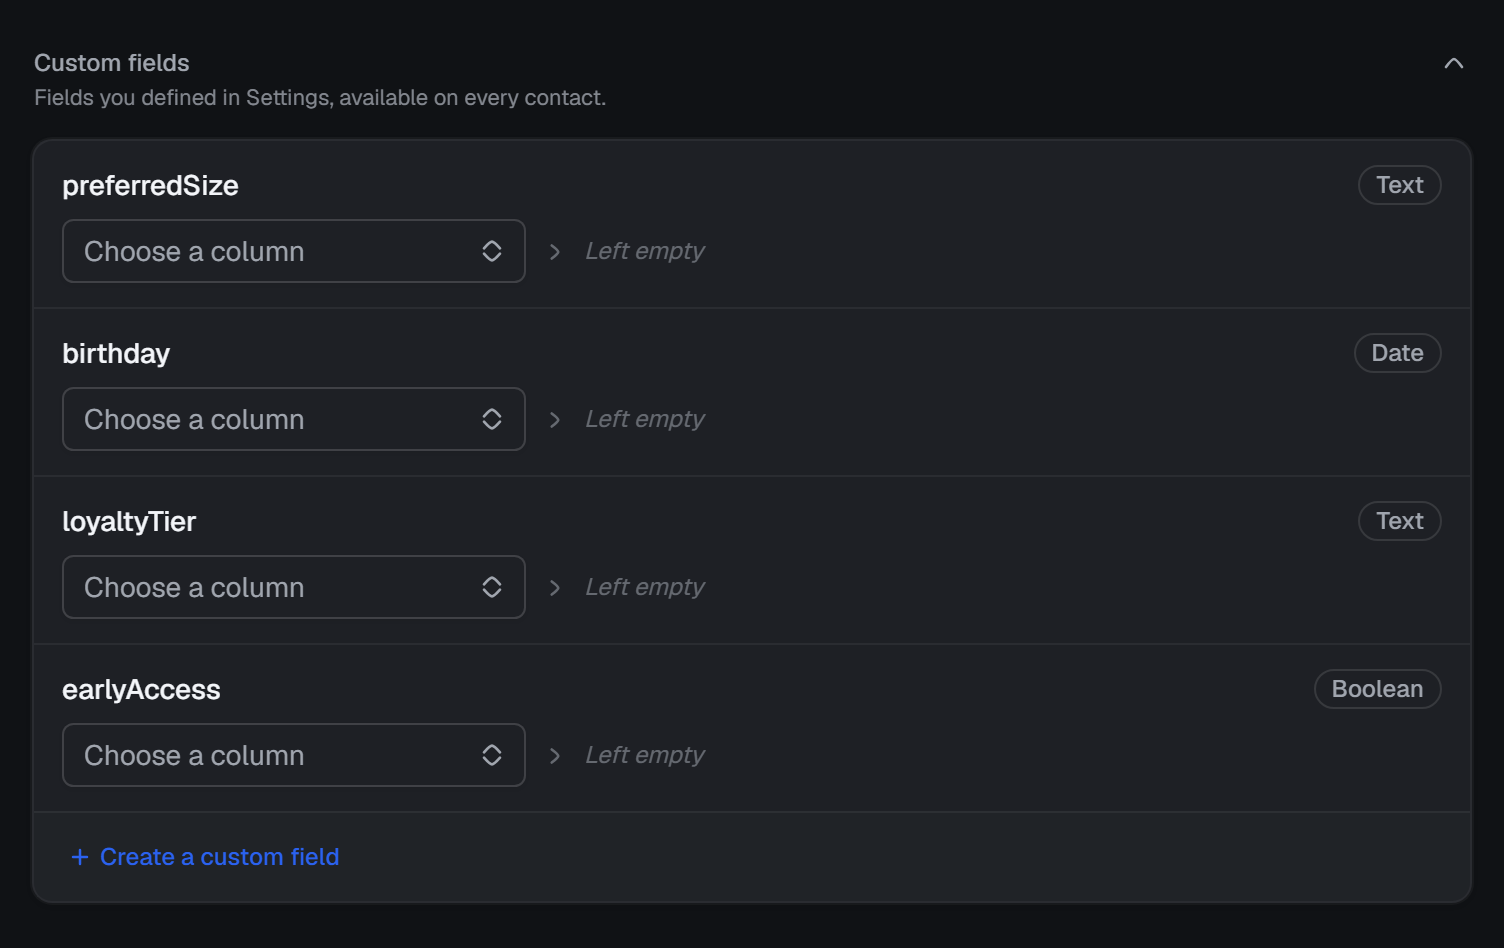 Custom fields
Fields you defined in Settings, available on every contact.
preferredSize
Text
Choose a column
Left empty
birthday
Date
Choose a column
Left empty
loyaltyTier
Text
Choose a column
Left empty
earlyAccess
Boolean
Choose a column
Left empty
+ Create a custom field